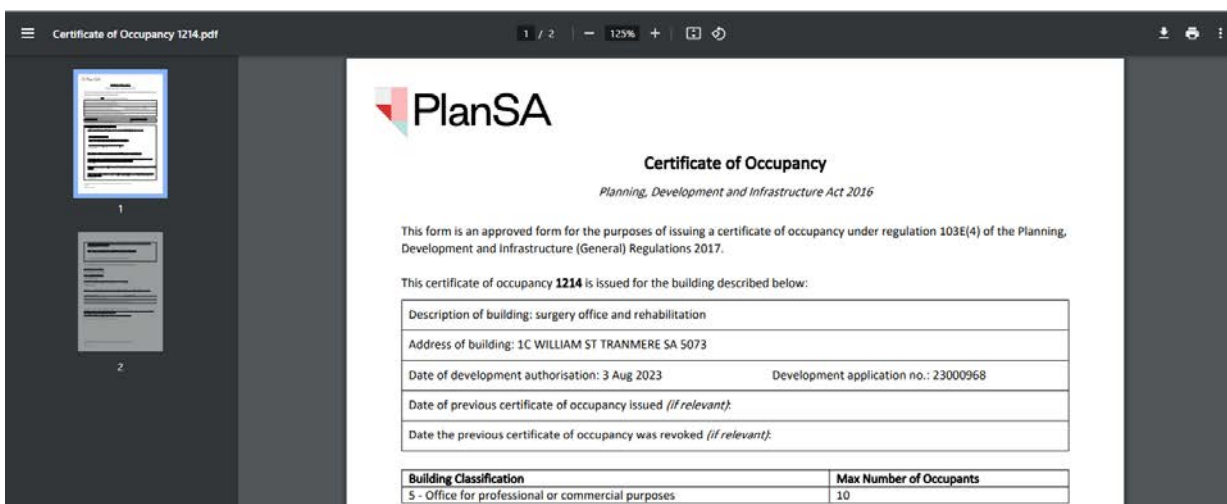 Certificate of Occupancy 1214.pdf
1 / 2
125%
1
2
PlanSA
Certificate of Occupancy
Planning, Development and Infrastructure Act 2016
This form is an approved form for the purposes of issuing a certificate of occupancy under regulation 103E(4) of the Planning,
Development and Infrastructure (General) Regulations 2017.
This certificate of occupancy 1214 is issued for the building described below:
Description of building: surgery office and rehabilitation
Address of building: 1C WILLIAM ST TRANMERE SA 5073
Date of development authorisation: 3 Aug 2023 Development application no.: 23000968
Date of previous certificate of occupancy issued (if relevant):
Date the previous certificate of occupancy was revoked (if relevant):
Building Classification Max Number of Occupants
5 - Office for professional or commercial purposes 10